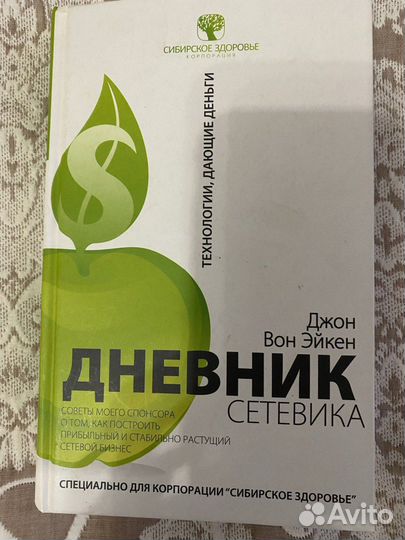 СИБИРСКОЕ ЗДОРОВЬЕ
КОРПОРАЦИЯ
ТЕХНОЛОГИИ, ДАЮЩИЕ ДЕНЬГИ
Джон
Вон Эйкен
ДНЕВНИК
СЕТЕВИКА
СОВЕТЫ МОЕГО СПОНСОРА
О ТОМ, КАК ПОСТРОИТЬ
ПРИБЫЛЬНЫЙ И СТАБИЛЬНО РАСТУЩИЙ
СЕТЕВОЙ БИЗНЕС
СПЕЦИАЛЬНО ДЛЯ КОРПОРАЦИИ "СИБИРСКОЕ ЗДОРОВЬЕ"
Avito